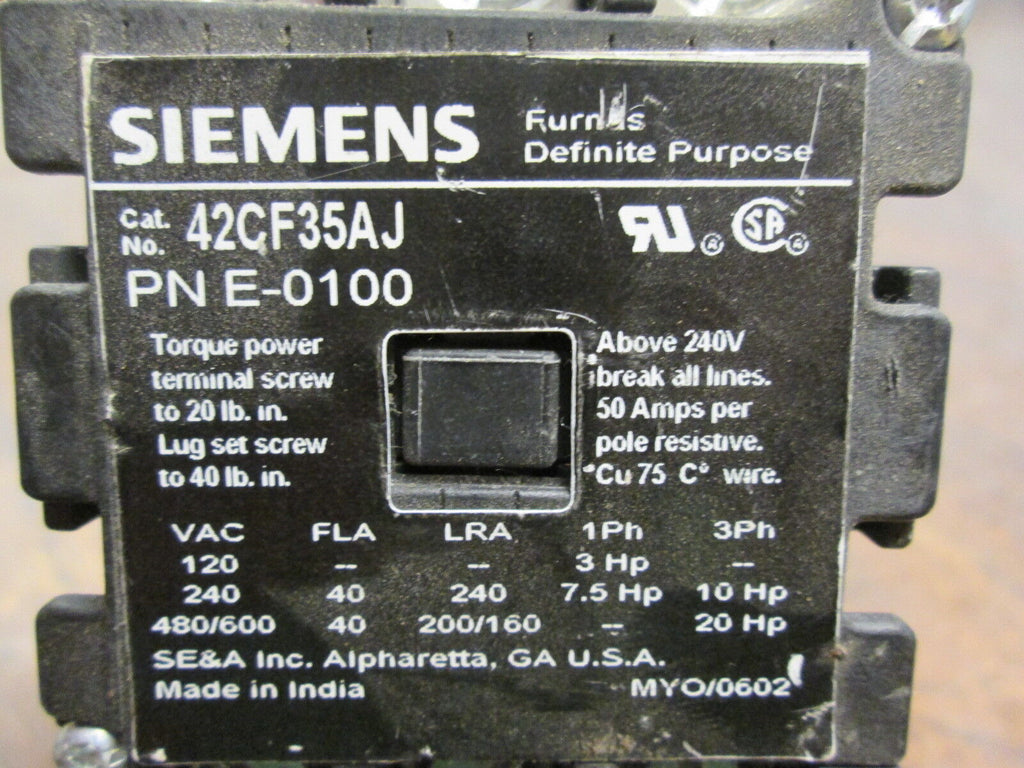 SIEMENS
Furnas
Definite Purpose
Cat. No. 42CF35AJ
PN E-0100
Torque power
terminal screw
to 20 lb. in.
Lug set screw
to 40 lb. in.
Above 240V
break all lines.
50 Amps per
pole resistive.
Cu 75 C° wire.
VAC FLA LRA 1Ph 3Ph
120 -- -- 3 Hp --
240 40 240 7.5 Hp 10 Hp
480/600 40 200/160 -- 20 Hp
SE&A Inc. Alpharetta, GA U.S.A.
Made in India MYO/0602